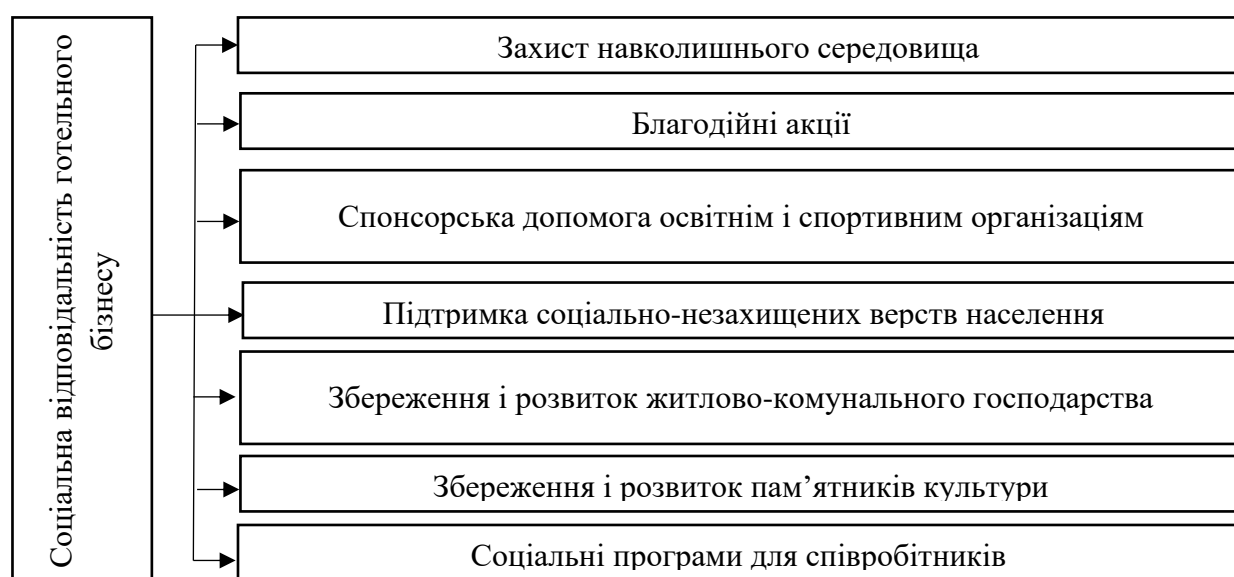 Соціальна відповідальність готельного
бізнесу
Захист навколишнього середовища
Благодійні акції
Спонсорська допомога освітнім і спортивним організаціям
Підтримка соціально-незахищених верств населення
Збереження і розвиток житлово-комунального господарства
Збереження і розвиток пам’ятників культури
Соціальні програми для співробітників